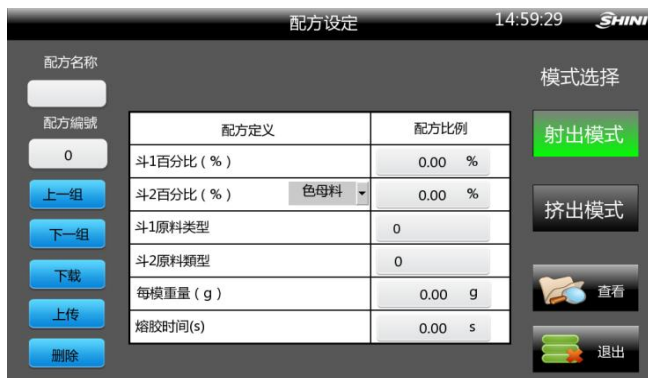 配方设定
14:59:29
SHINI
配方名称
配方编號
0
上一组
下一组
下载
上传
删除
配方定义 配方比例
斗1百分比（%） 0.00 %
斗2百分比（%） 色母料 0.00 %
斗1原料类型 0
斗2原料類型 0
每模重量（g） 0.00 g
熔胶时间(s) 0.00 s
模式选择
射出模式
挤出模式
查看
退出